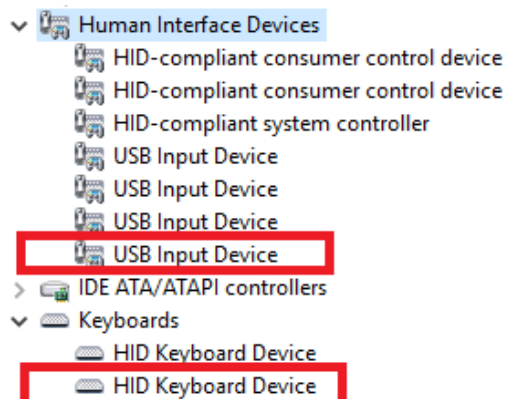 Human Interface Devices
HID-compliant consumer control device
HID-compliant consumer control device
HID-compliant system controller
USB Input Device
USB Input Device
USB Input Device
USB Input Device
IDE ATA/ATAPI controllers
Keyboards
HID Keyboard Device
HID Keyboard Device